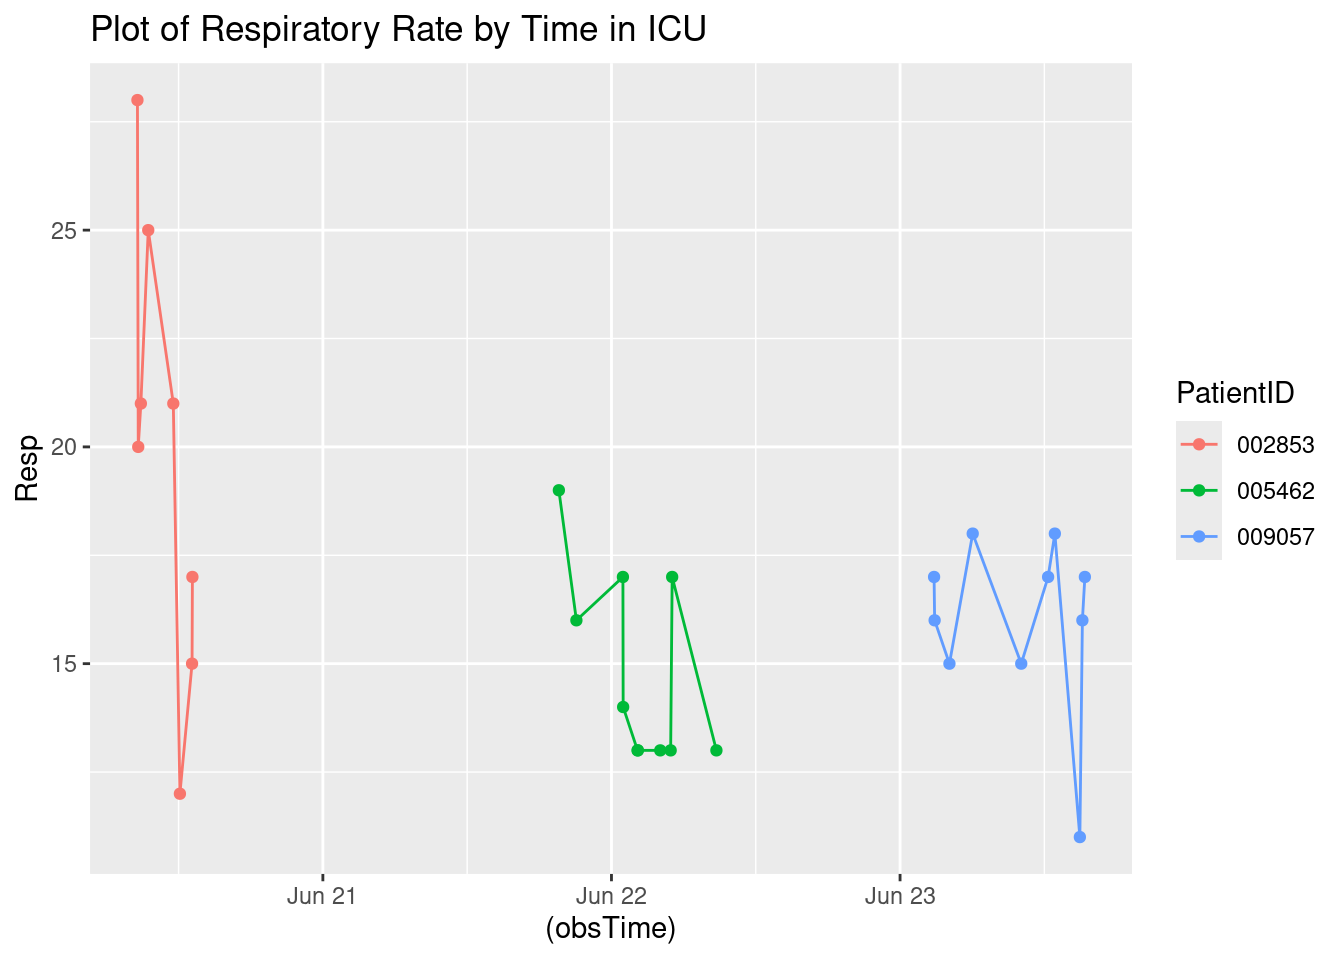 Plot of Respiratory Rate by Time in ICU
25
20
15
Resp
Jun 21
Jun 22
Jun 23
(obsTime)
PatientID
002853
005462
009057